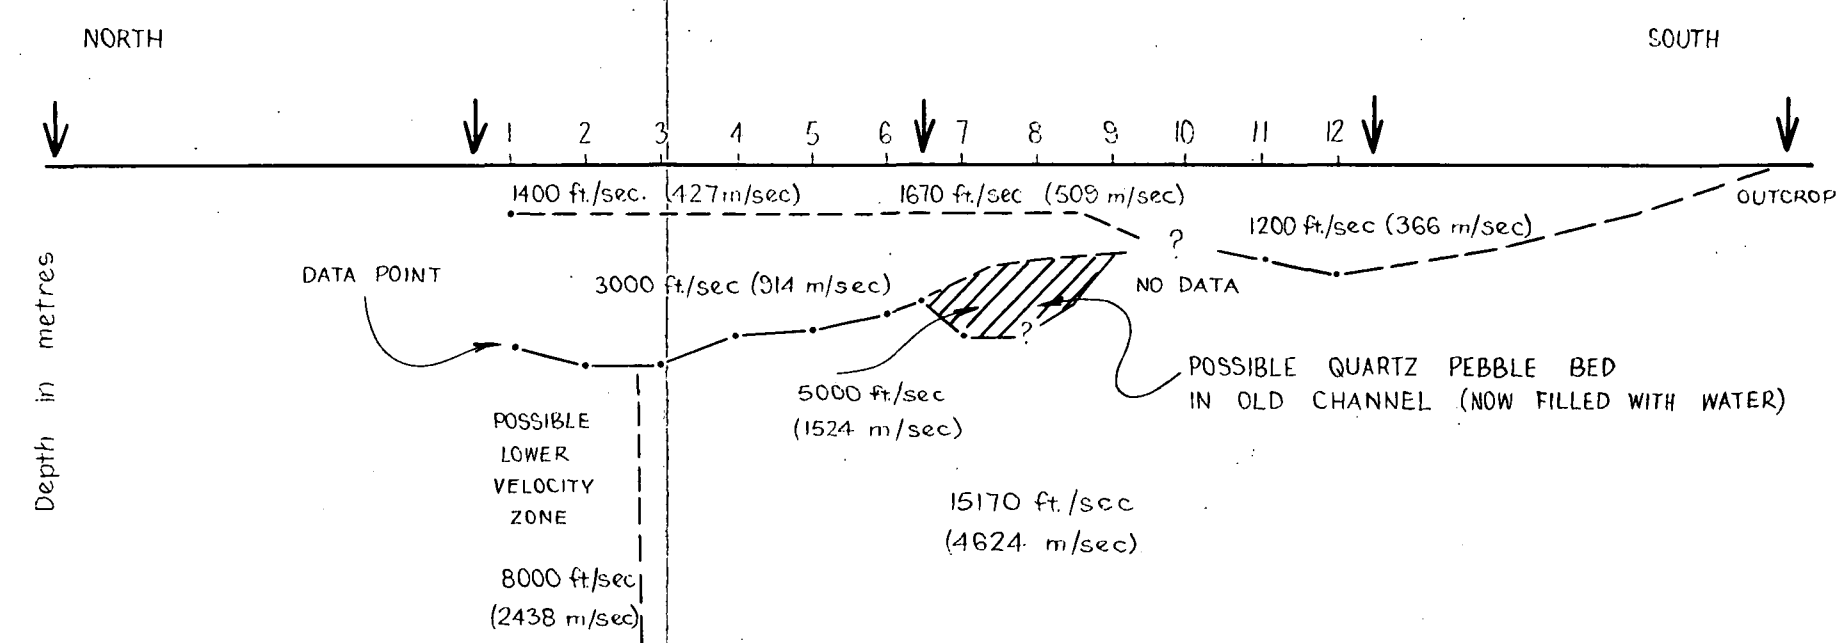 NORTH
SOUTH
1 2 3 4 5 6 7 8 9 10 11 12
1400 ft./sec. (427m/sec)
1670 ft/sec (509 m/sec)
OUTCROP
1200 ft/sec (366 m/sec)
?
DATA POINT
3000 ft/sec (914 m/sec)
NO DATA
?
Depth in metres
POSSIBLE QUARTZ PEBBLE BED
IN OLD CHANNEL (NOW FILLED WITH WATER)
5000 ft/sec
(1524 m/sec)
POSSIBLE
LOWER
VELOCITY
ZONE
15170 ft./sec
(4624 m/sec)
8000 ft/sec
(2438 m/sec)